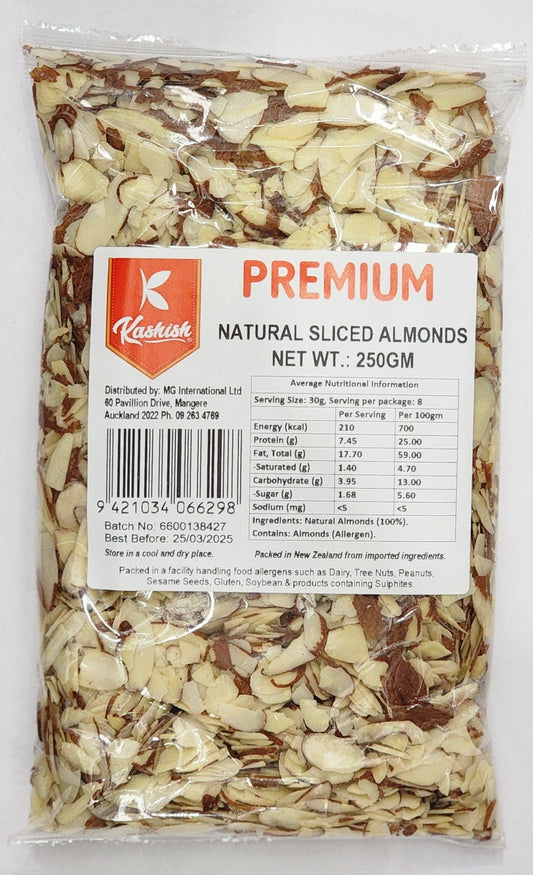 Kashish®
PREMIUM
NATURAL SLICED ALMONDS
NET WT.: 250GM
Distributed by: MG International Ltd
60 Pavillion Drive, Mangere
Auckland 2022 Ph. 09 263 4769
9 421034 066298
Batch No: 6600138427
Best Before: 25/03/2025
Average Nutritional Information
Serving Size: 30g, Serving per package: 8
Per Serving Per 100gm
Energy (kcal) 210 700
Protein (g) 7.45 25.00
Fat, Total (g) 17.70 59.00
-Saturated (g) 1.40 4.70
Carbohydrate (g) 3.95 13.00
-Sugar (g) 1.68 5.60
Sodium (mg) <5 <5
Ingredients: Natural Almonds (100%).
Contains: Almonds (Allergen).
Store in a cool and dry place. Packed in New Zealand from imported ingredients.
Packed in a facility handling food allergens such as Dairy, Tree Nuts, Peanuts,
Sesame Seeds, Gluten, Soybean & products containing Sulphites.